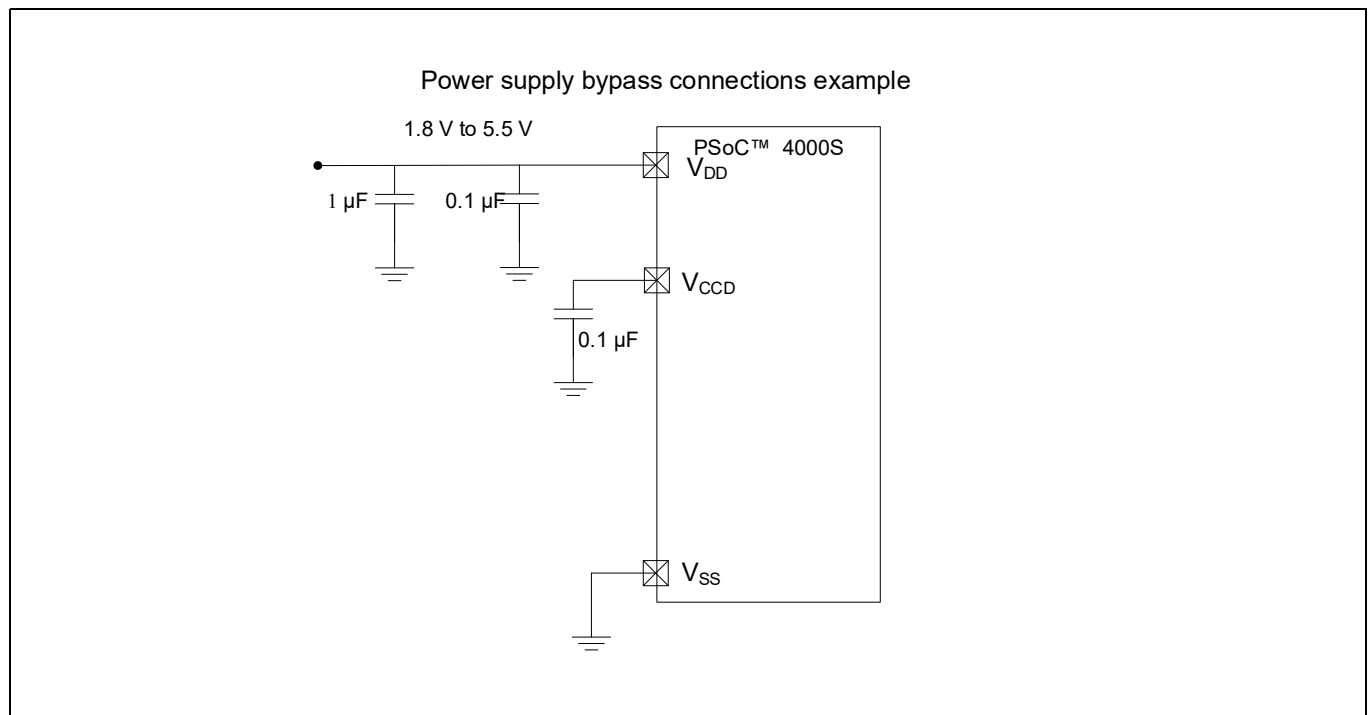 Power supply bypass connections example
1.8 V to 5.5 V
PSoC™ 4000S
VDD
1 µF
0.1 µF
VCCD
0.1 µF
VSS